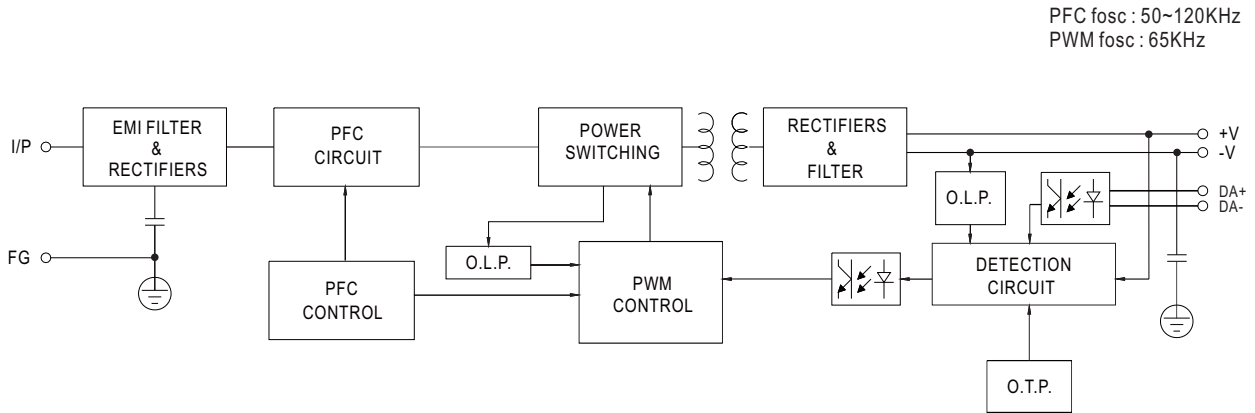 PFC fosc : 50~120KHz
PWM fosc : 65KHz
I/P
EMI FILTER
&
RECTIFIERS
PFC
CIRCUIT
POWER
SWITCHING
RECTIFIERS
&
FILTER
+V
-V
DA+
DA-
O.L.P.
FG
O.L.P.
PFC
CONTROL
PWM
CONTROL
DETECTION
CIRCUIT
O.T.P.